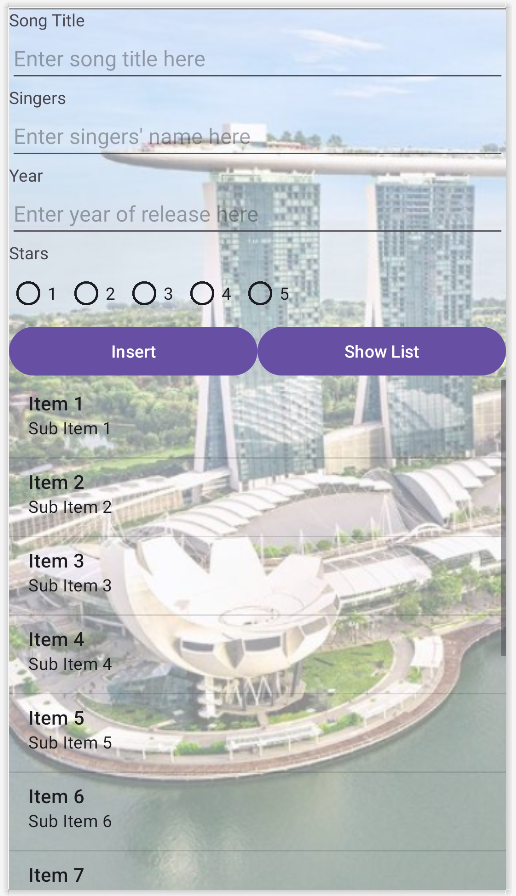 Song Title
Enter song title here
Singers
Enter singers' name here
Year
Enter year of release here
Stars
1 2 3 4 5
Insert Show List
Item 1
Sub Item 1
Item 2
Sub Item 2
Item 3
Sub Item 3
Item 4
Sub Item 4
Item 5
Sub Item 5
Item 6
Sub Item 6
Item 7